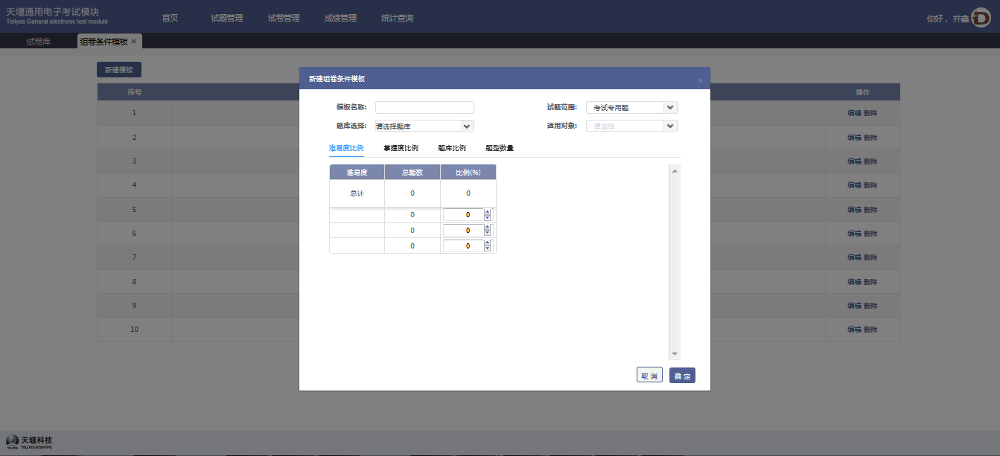 天堰通用电子考试模块
Tellyes General electronic test module
首页 试题管理 试卷管理 成绩管理 统计查询
你好， 井鑫
试卷库 组卷条件模板 ×
新建模板
序号 操作
新建组卷条件模板 ×
模板名称: 试题范围: 考试专用题
题库选择: 请选择题库 适用对象: 请选择
难易度比例 掌握度比例 题库比例 题型数量
难易度 总题数 比例(%)
总计 0 0
0 0
0 0
0 0
取 消 确 定
1 编辑 删除
2 编辑 删除
3 编辑 删除
4 编辑 删除
5 编辑 删除
6 编辑 删除
7 编辑 删除
8 编辑 删除
9 编辑 删除
10 编辑 删除
天堰科技
TELLYES TELLYES SCIENTIFIC